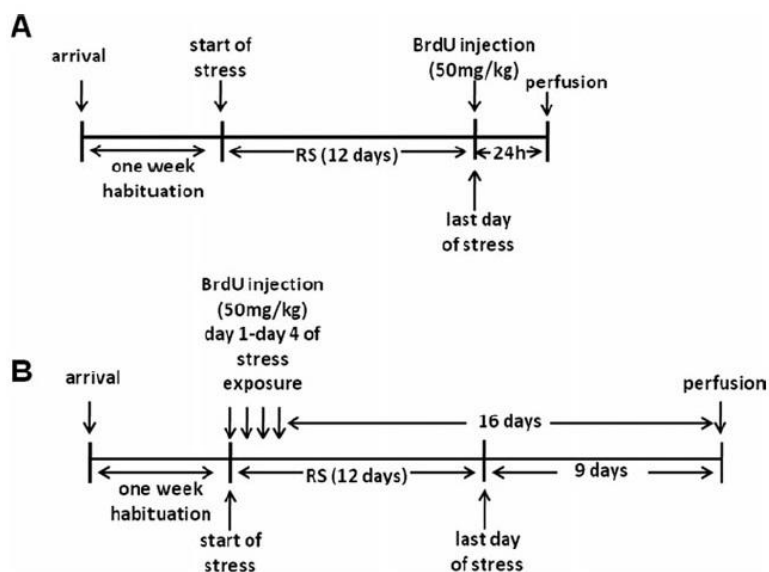 A
arrival
start of
stress
BrdU injection
(50mg/kg)
perfusion
one week
habituation
RS (12 days)
24h
last day
of stress
BrdU injection
(50mg/kg)
day 1-day 4 of
stress
exposure
B
arrival
perfusion
16 days
one week
habituation
RS (12 days)
9 days
start of
stress
last day
of stress